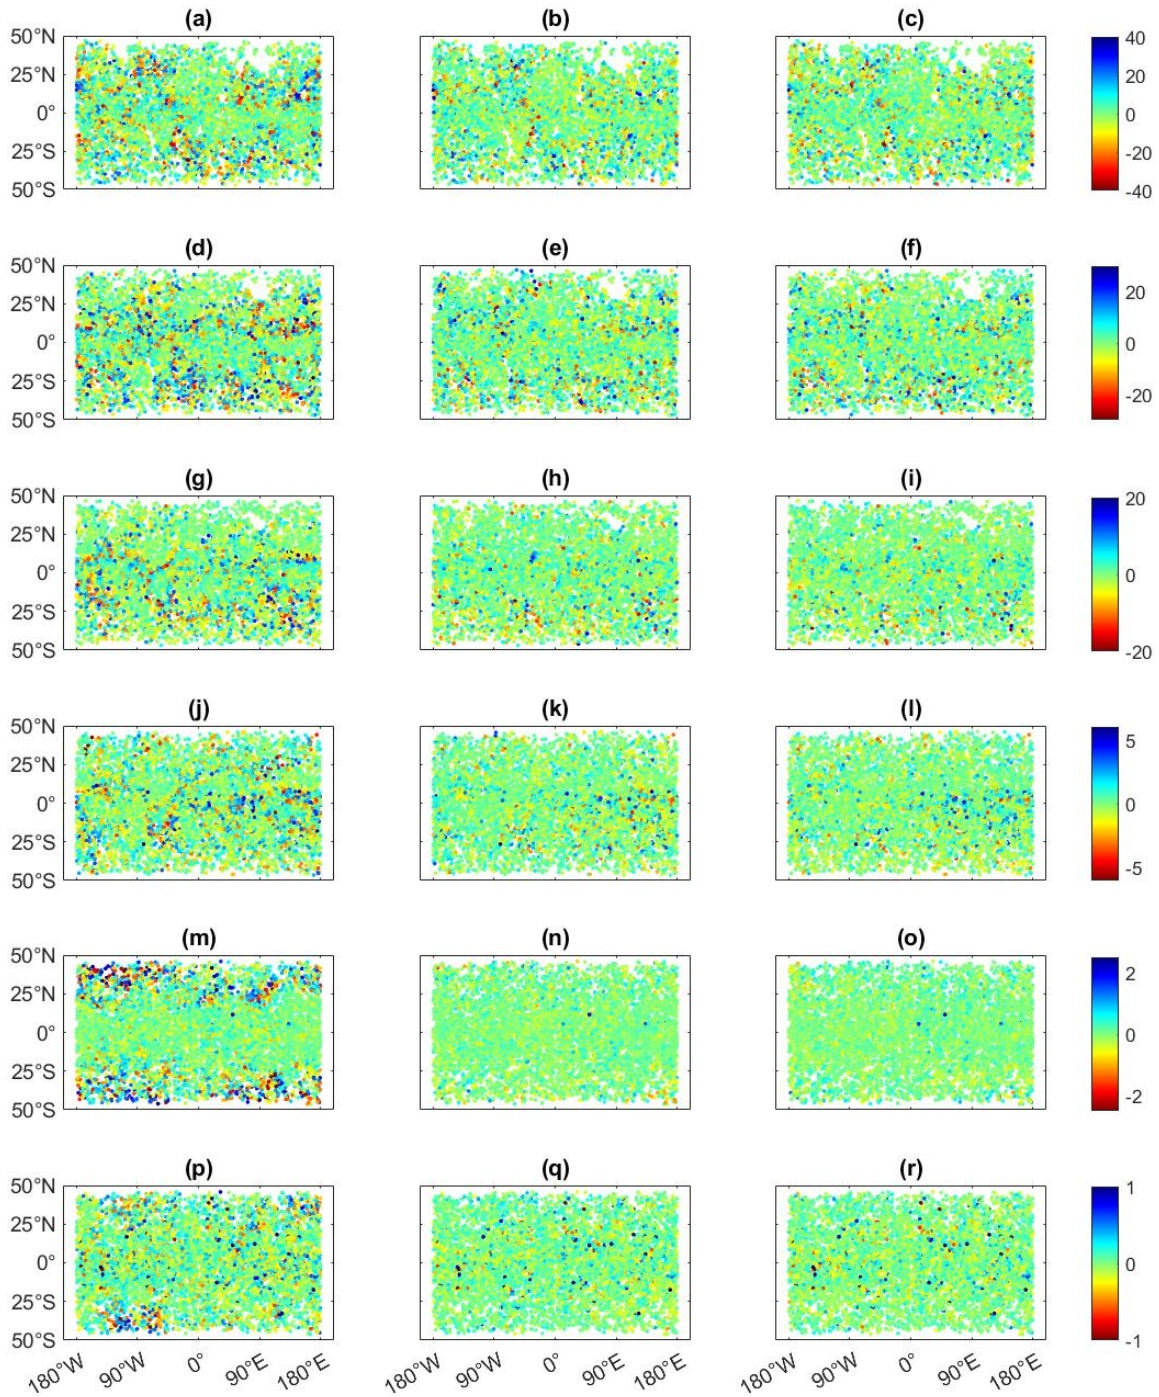 (a) (b) (c)
50°N 40
25°N 20
0° 0
25°S -20
50°S -40
(d) (e) (f)
50°N
25°N 20
0° 0
25°S -20
50°S
(g) (h) (i)
50°N 20
25°N 10
0° 0
25°S -10
50°S -20
(j) (k) (l)
50°N 5
25°N
0° 0
25°S
50°S -5
(m) (n) (o)
50°N 2
25°N
0° 0
25°S
50°S -2
(p) (q) (r)
50°N 1
25°N
0° 0
25°S
50°S -1
180°W 90°W 0° 90°E 180°E 180°W 90°W 0° 90°E 180°E 180°W 90°W 0° 90°E 180°E